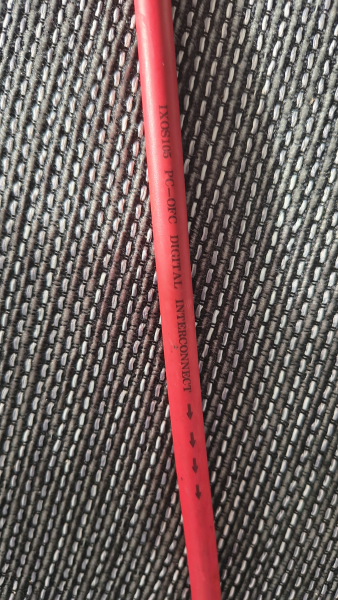 IXOS105 PC-OFC DIGITAL INTERCONNECT → → → →